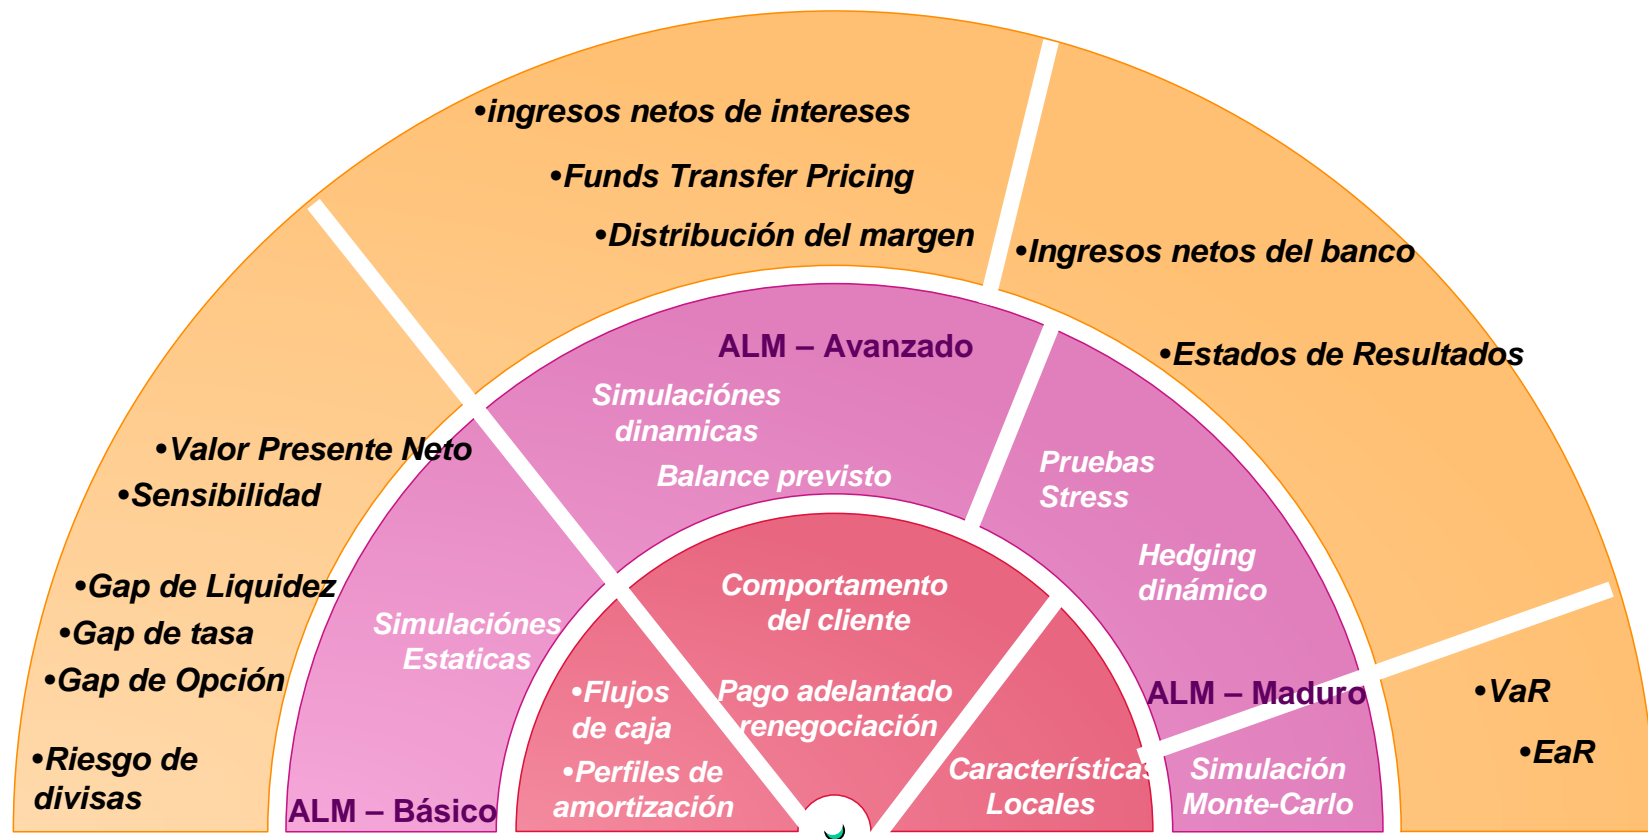 •ingresos netos de intereses
•Funds Transfer Pricing
•Distribución del margen
•Ingresos netos del banco
•Estados de Resultados
•Valor Presente Neto
•Sensibilidad
•Gap de Liquidez
•Gap de tasa
•Gap de Opción
•Riesgo de
divisas
•VaR
•EaR
ALM – Avanzado
Simulaciónes
dinamicas
Balance previsto
Pruebas
Stress
Hedging
dinámico
ALM – Maduro
Simulación
Monte-Carlo
Simulaciónes
Estaticas
ALM – Básico
Comportamento
del cliente
Pago adelantado
renegociación
•Flujos
de caja
•Perfiles de
amortización
Características
Locales